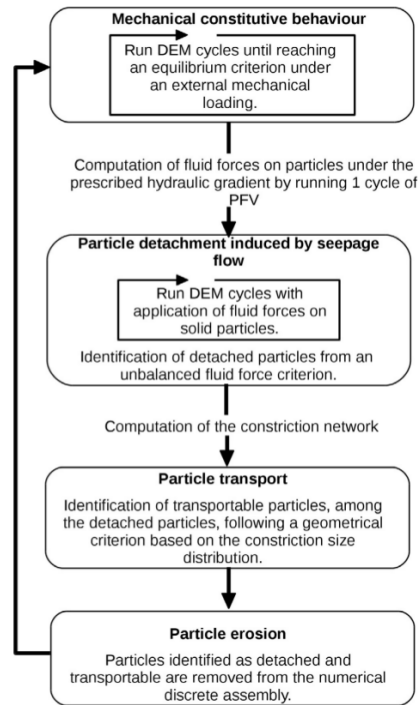 Mechanical constitutive behaviour
Run DEM cycles until reaching
an equilibrium criterion under
an external mechanical
loading.
Computation of fluid forces on particles under the
prescribed hydraulic gradient by running 1 cycle of
PFV
Particle detachment induced by seepage
flow
Run DEM cycles with
application of fluid forces on
solid particles.
Identification of detached particles from an
unbalanced fluid force criterion.
Computation of the constriction network
Particle transport
Identification of transportable particles, among
the detached particles, following a geometrical
criterion based on the constriction size
distribution.
Particle erosion
Particles identified as detached and
transportable are removed from the numerical
discrete assembly.